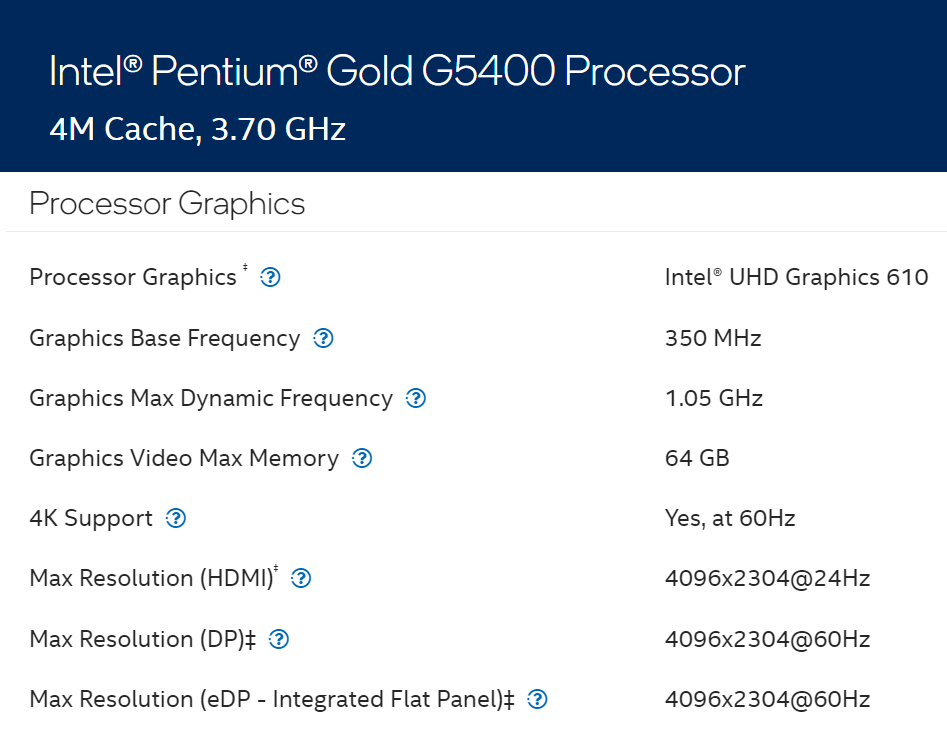 Intel® Pentium® Gold G5400 Processor
4M Cache, 3.70 GHz
Processor Graphics
Processor Graphics ‡ ? Intel® UHD Graphics 610
Graphics Base Frequency ? 350 MHz
Graphics Max Dynamic Frequency ? 1.05 GHz
Graphics Video Max Memory ? 64 GB
4K Support ? Yes, at 60Hz
Max Resolution (HDMI)‡ ? 4096x2304@24Hz
Max Resolution (DP)‡ ? 4096x2304@60Hz
Max Resolution (eDP - Integrated Flat Panel)‡ ? 4096x2304@60Hz